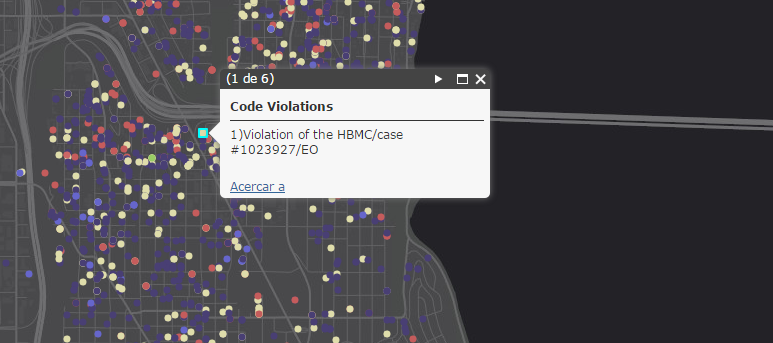 (1 de 6)
Code Violations
1)Violation of the HBMC/case
#1023927/EO
Acercar a